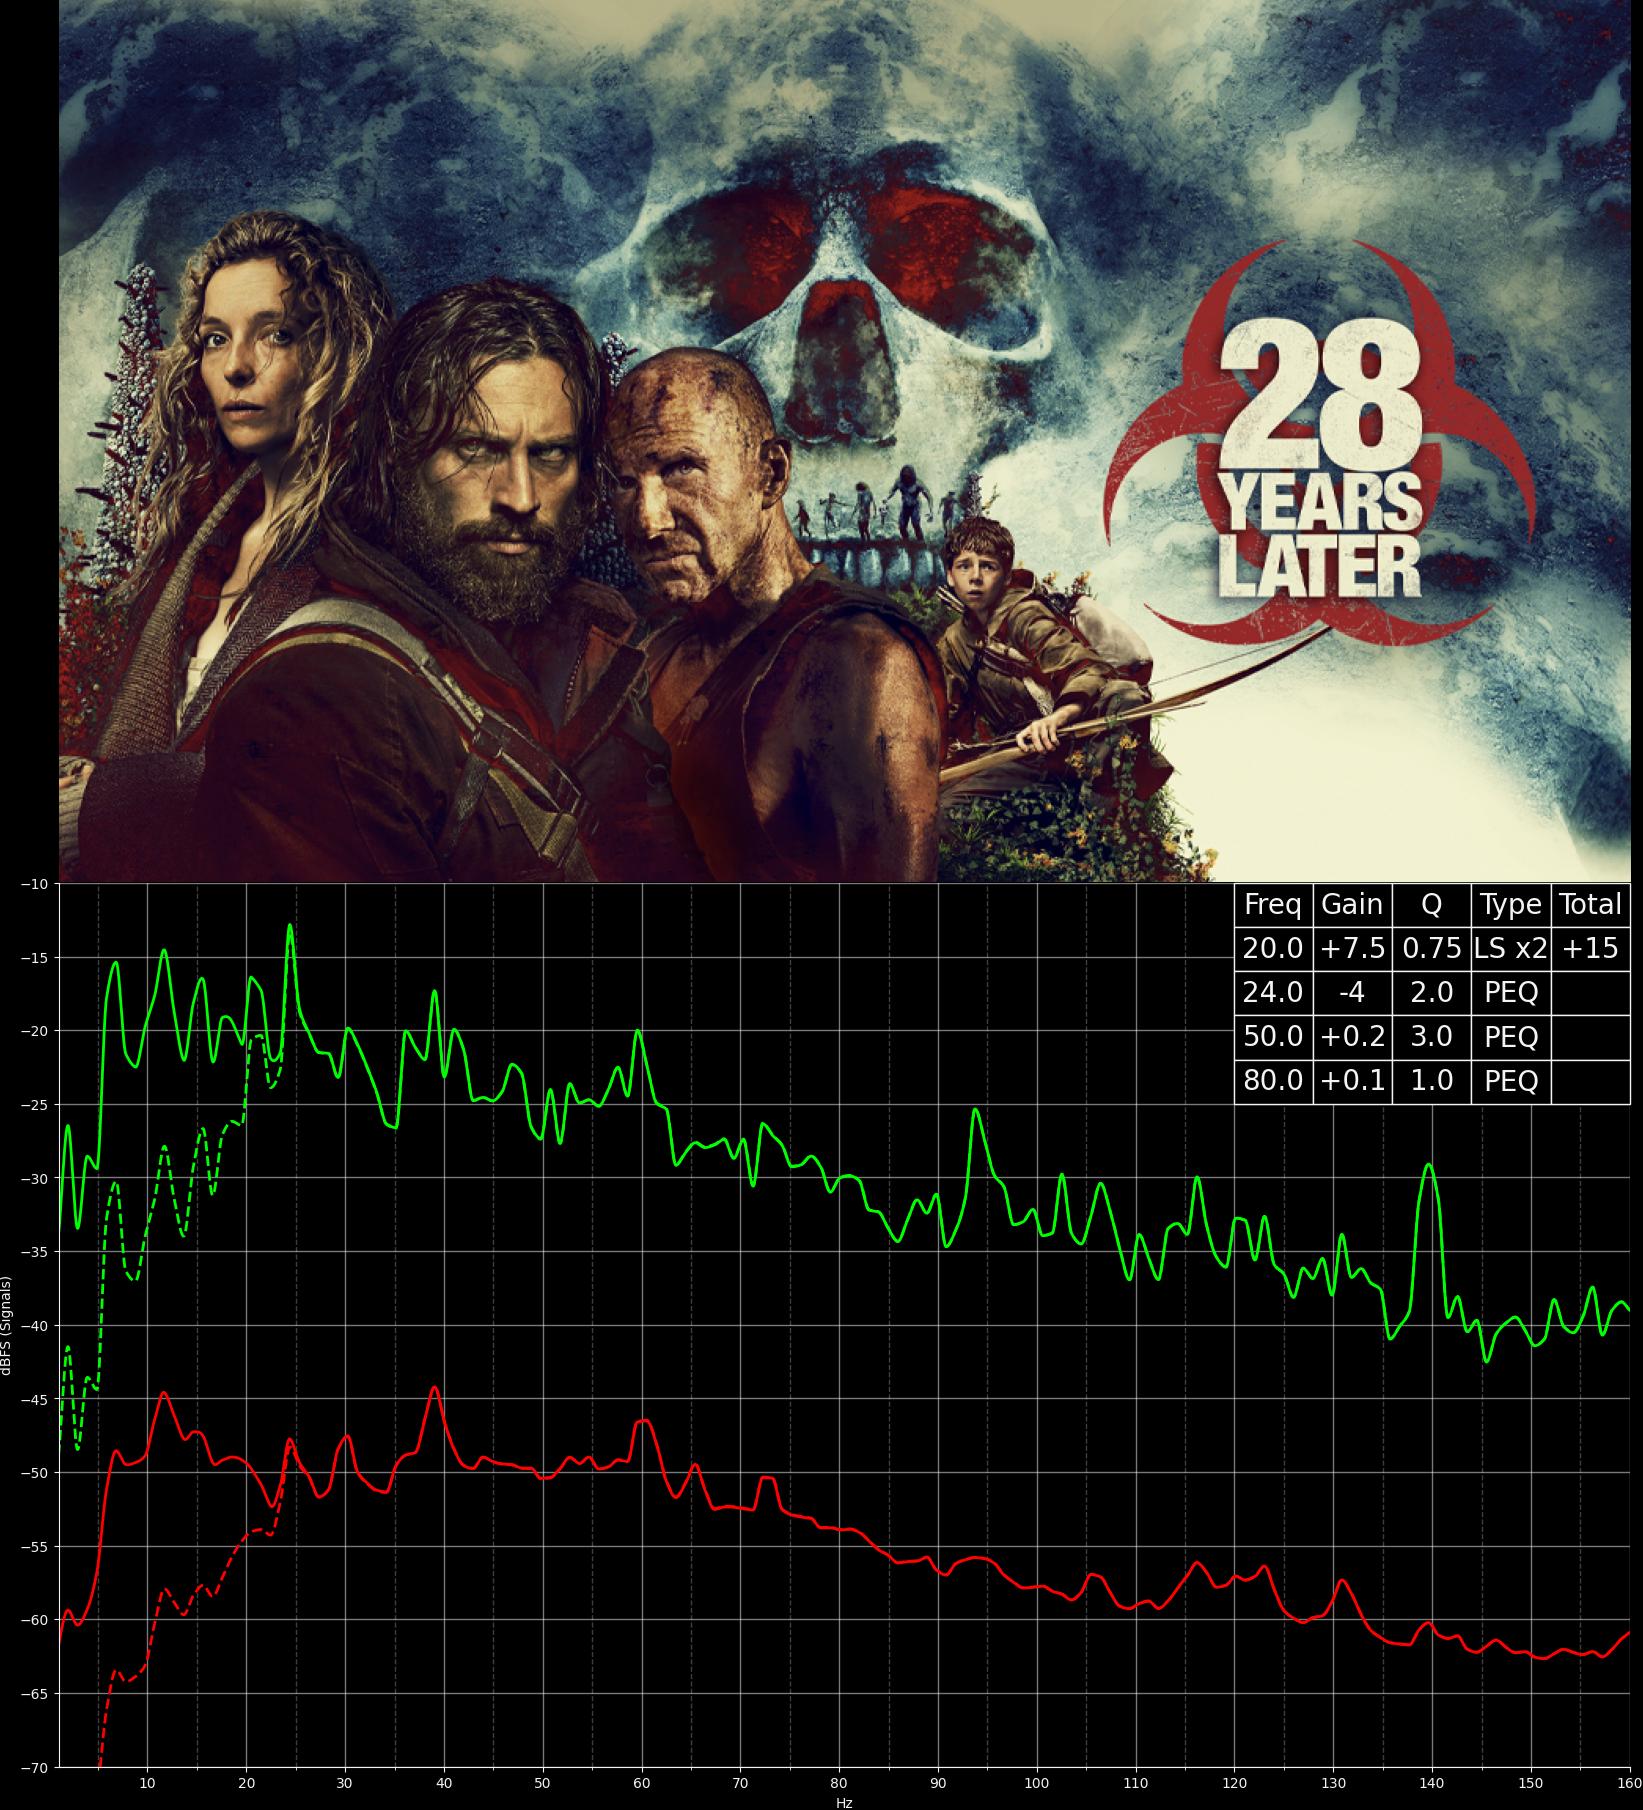 28
YEARS
LATER
Freq Gain Q Type Total
20.0 +7.5 0.75 LS x2 +15
24.0 -4 2.0 PEQ
50.0 +0.2 3.0 PEQ
80.0 +0.1 1.0 PEQ
−10
−15
−20
−25
−30
−35
−40
−45
−50
−55
−60
−65
−70
dBFS (Signals)
10 20 30 40 50 60 70 80 90 100 110 120 130 140 150 160
Hz